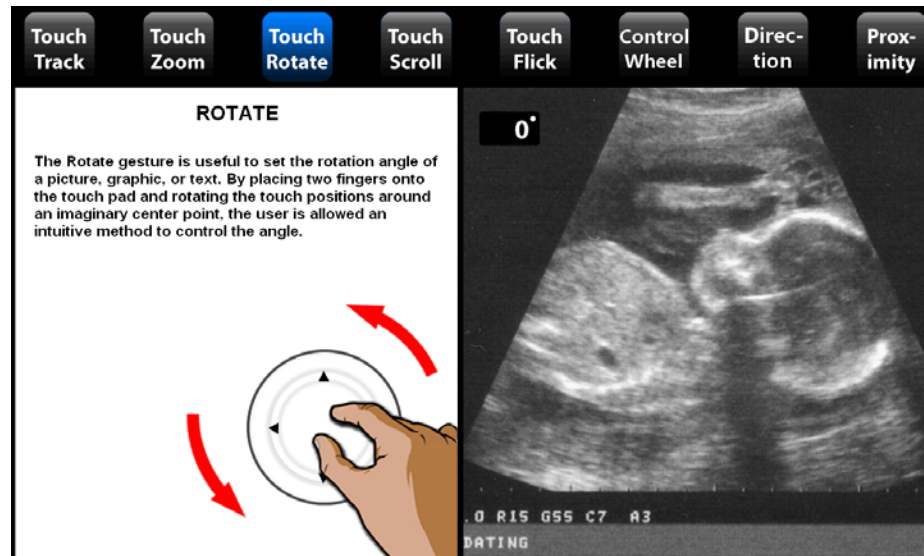 Touch Track
Touch Zoom
Touch Rotate
Touch Scroll
Touch Flick
Control Wheel
Direc-tion
Prox-imity
ROTATE
The Rotate gesture is useful to set the rotation angle of
a picture, graphic, or text. By placing two fingers onto
the touch pad and rotating the touch positions around
an imaginary center point, the user is allowed an
intuitive method to control the angle.
0°
.0 R15 G55 C7 A3
DATING